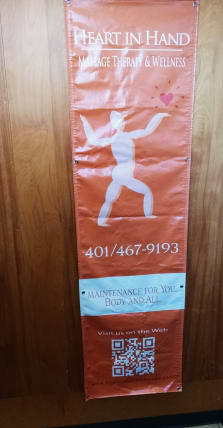 HEART IN HAND
MASSAGE THERAPY & WELLNESS
401/467-9193
MAINTENANCE FOR YOU,
BODY AND ALL.
Visit us on the Web